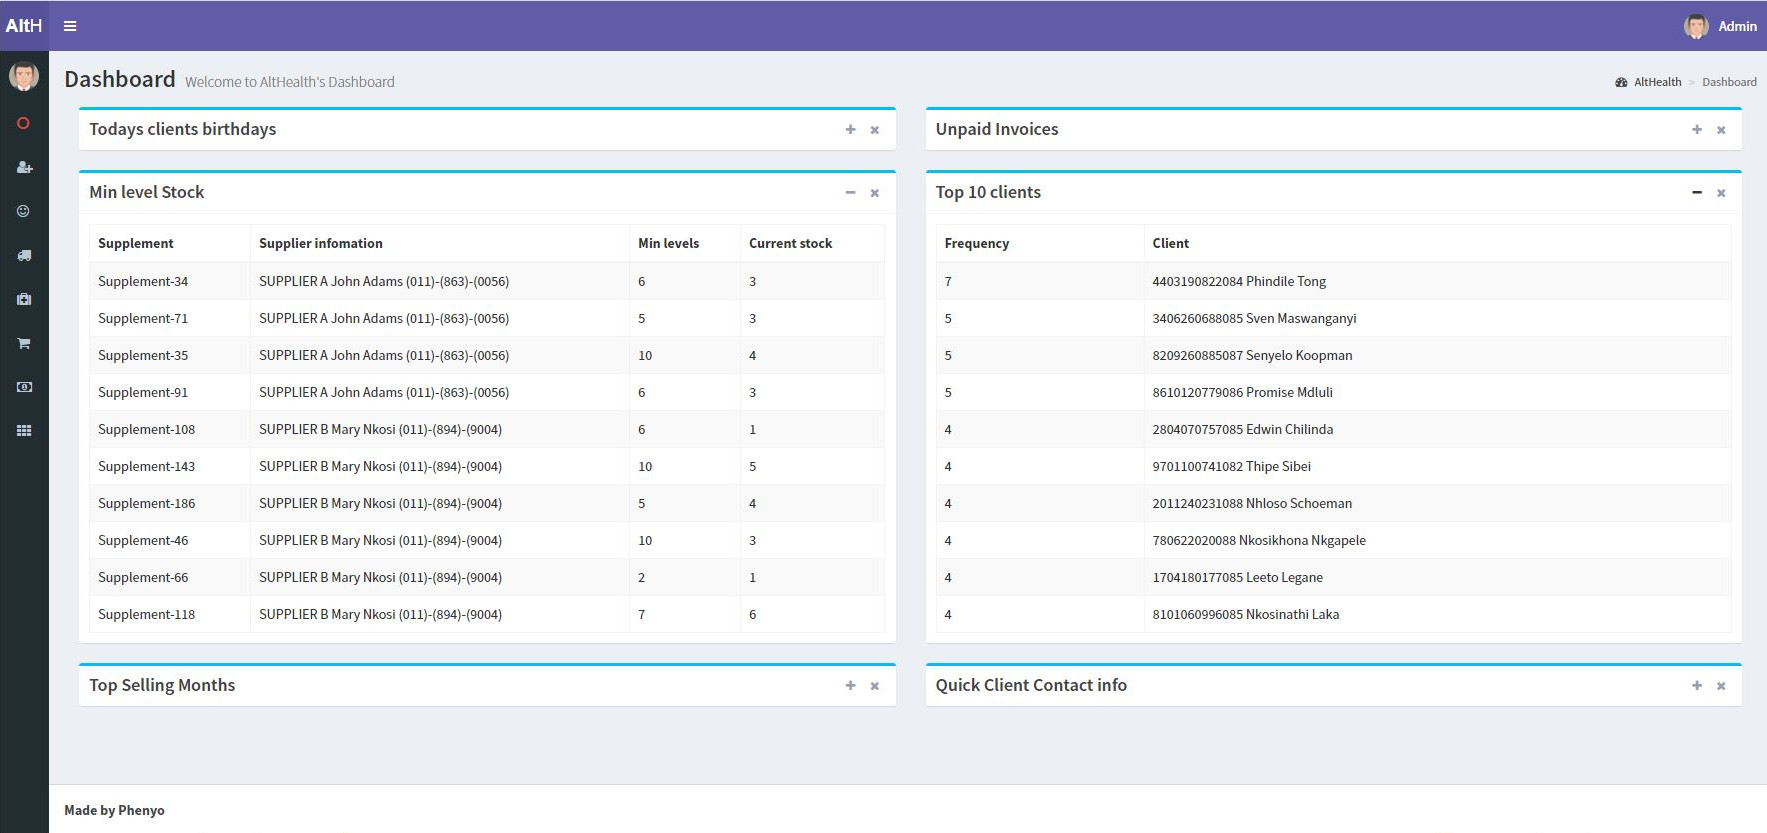 AltH
Admin
Dashboard Welcome to AltHealth's Dashboard
AltHealth > Dashboard
Todays clients birthdays
Unpaid Invoices
Min level Stock
Supplement Supplier infomation Min levels Current stock
Supplement-34 SUPPLIER A John Adams (011)-(863)-(0056) 6 3
Supplement-71 SUPPLIER A John Adams (011)-(863)-(0056) 5 3
Supplement-35 SUPPLIER A John Adams (011)-(863)-(0056) 10 4
Supplement-91 SUPPLIER A John Adams (011)-(863)-(0056) 6 3
Supplement-108 SUPPLIER B Mary Nkosi (011)-(894)-(9004) 6 1
Supplement-143 SUPPLIER B Mary Nkosi (011)-(894)-(9004) 10 5
Supplement-186 SUPPLIER B Mary Nkosi (011)-(894)-(9004) 5 4
Supplement-46 SUPPLIER B Mary Nkosi (011)-(894)-(9004) 10 3
Supplement-66 SUPPLIER B Mary Nkosi (011)-(894)-(9004) 2 1
Supplement-118 SUPPLIER B Mary Nkosi (011)-(894)-(9004) 7 6
Top 10 clients
Frequency Client
7 4403190822084 Phindile Tong
5 3406260688085 Sven Maswanganyi
5 8209260885087 Senyelo Koopman
5 8610120779086 Promise Mdluli
4 2804070757085 Edwin Chilinda
4 9701100741082 Thipe Sibei
4 2011240231088 Nhloso Schoeman
4 780622020088 Nkosikhona Nkgapele
4 1704180177085 Leeto Legane
4 8101060996085 Nkosinathi Laka
Top Selling Months
Quick Client Contact info
Made by Phenyo